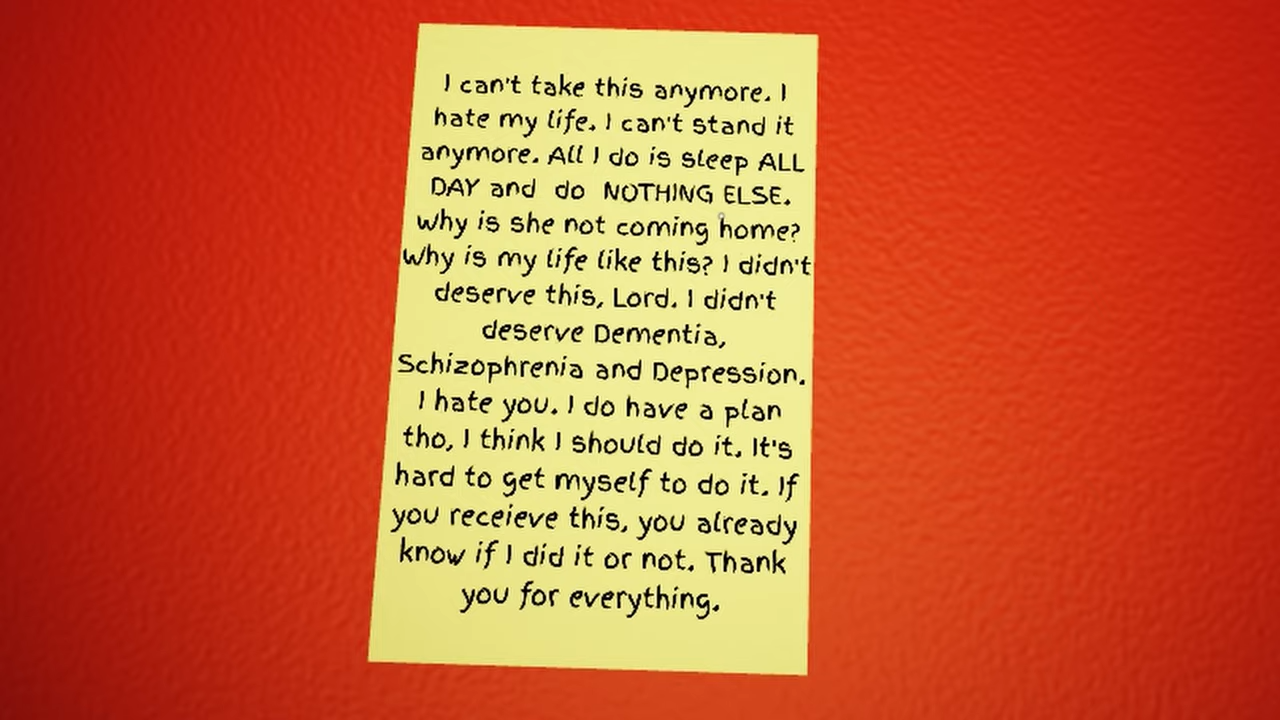 I can't take this anymore. I
hate my life. I can't stand it
anymore. All I do is sleep ALL
DAY and do NOTHING ELSE.
Why is she not coming home?
Why is my life like this? I didn't
deserve this, Lord. I didn't
deserve Dementia,
Schizophrenia and Depression.
I hate you. I do have a plan
tho, I think I should do it. It's
hard to get myself to do it. If
you receieve this, you already
know if I did it or not. Thank
you for everything.